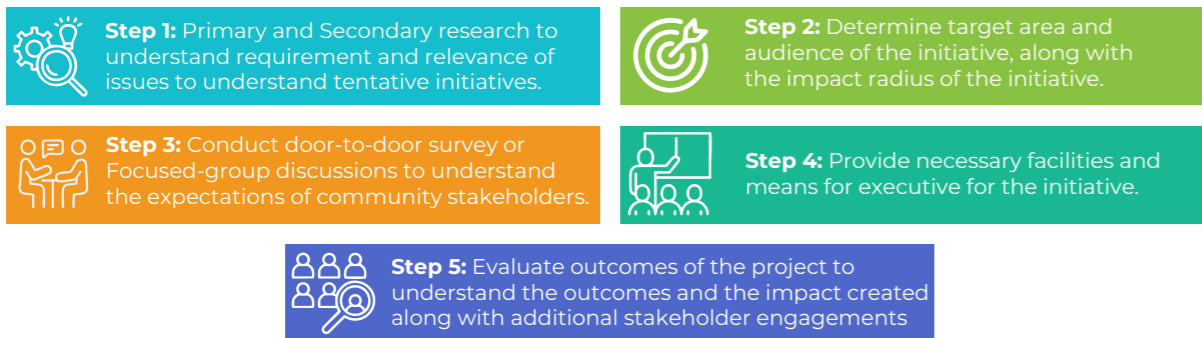 Step 1: Primary and Secondary research to
understand requirement and relevance of
issues to understand tentative initiatives.
Step 2: Determine target area and
audience of the initiative, along with
the impact radius of the initiative.
Step 3: Conduct door-to-door survey or
Focused-group discussions to understand
the expectations of community stakeholders.
Step 4: Provide necessary facilities and
means for executive for the initiative.
Step 5: Evaluate outcomes of the project to
understand the outcomes and the impact created
along with additional stakeholder engagements